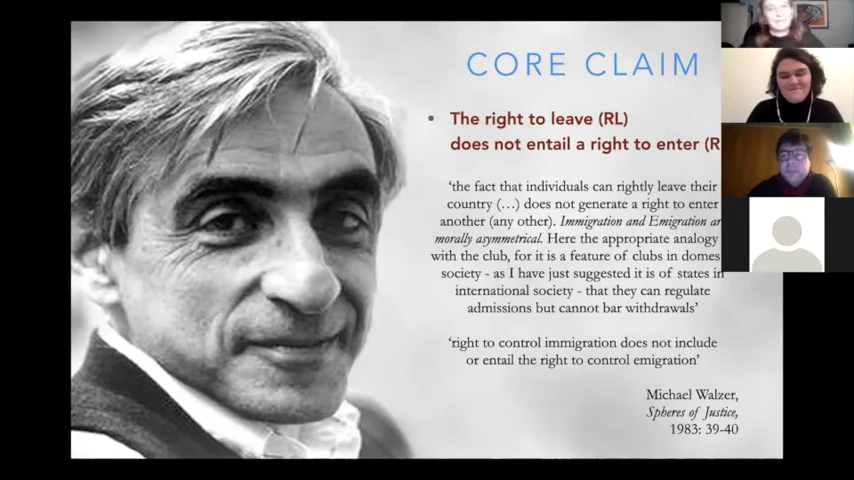 CORE CLAIM
• The right to leave (RL)
does not entail a right to enter (R
'the fact that individuals can rightly leave their
country (…) does not generate a right to enter
another (any other). Immigration and Emigration ar
morally asymmetrical. Here the appropriate analogy
with the club, for it is a feature of clubs in domes
society - as I have just suggested it is of states in
international society - that they can regulate
admissions but cannot bar withdrawals'
'right to control immigration does not include
or entail the right to control emigration'
Michael Walzer,
Spheres of Justice,
1983: 39-40